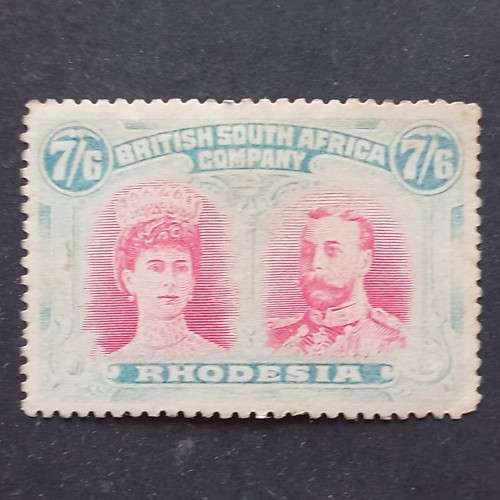 7/6 BRITISH SOUTH AFRICA 7/6
COMPANY
RHODESIA